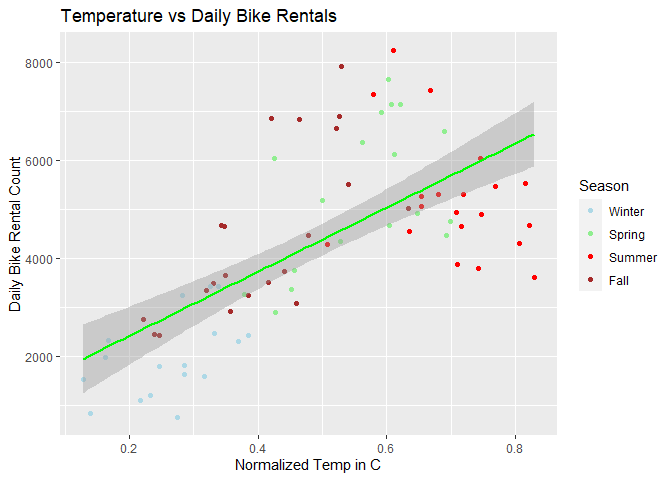 Temperature vs Daily Bike Rentals
8000
6000
4000
2000
Daily Bike Rental Count
0.2 0.4 0.6 0.8
Normalized Temp in C
Season
Winter
Spring
Summer
Fall